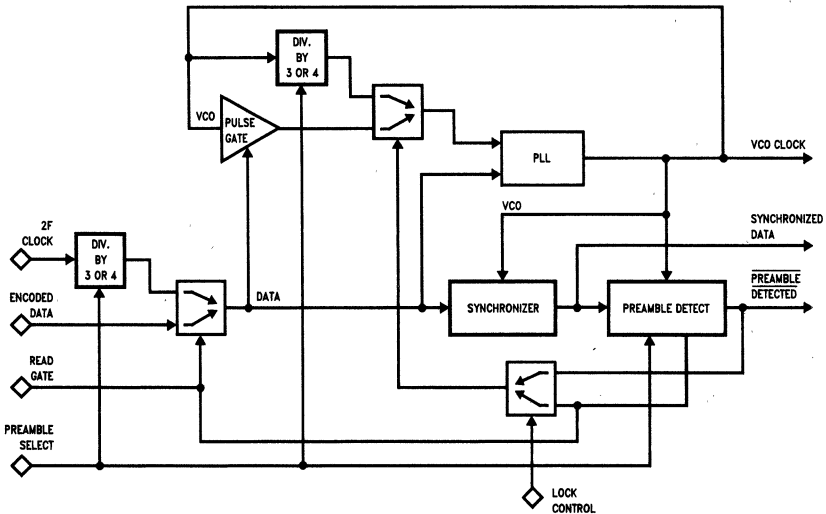 DIV.
BY
3 OR 4
VCO
PULSE
GATE
PLL
VCO CLOCK
VCO
2F
CLOCK
DIV.
BY
3 OR 4
SYNCHRONIZED
DATA
ENCODED
DATA
DATA
SYNCHRONIZER
PREAMBLE DETECT
PREAMBLE
DETECTED
READ
GATE
PREAMBLE
SELECT
LOCK
CONTROL